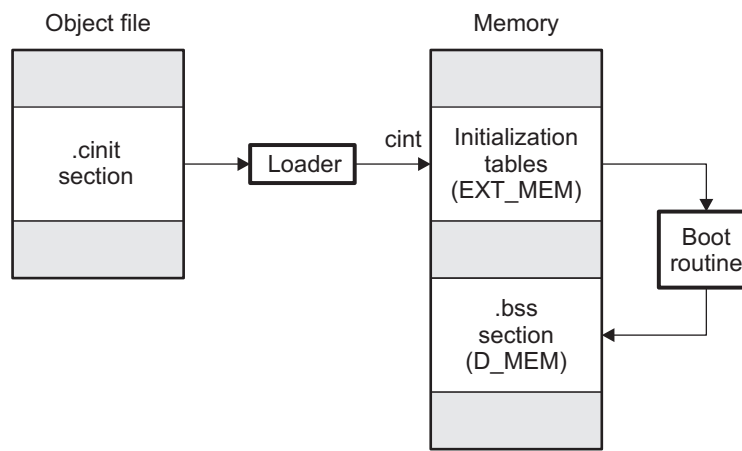 Object file
Memory
.cinit
section
Loader
cint
Initialization
tables
(EXT_MEM)
Boot
routine
.bss
section
(D_MEM)